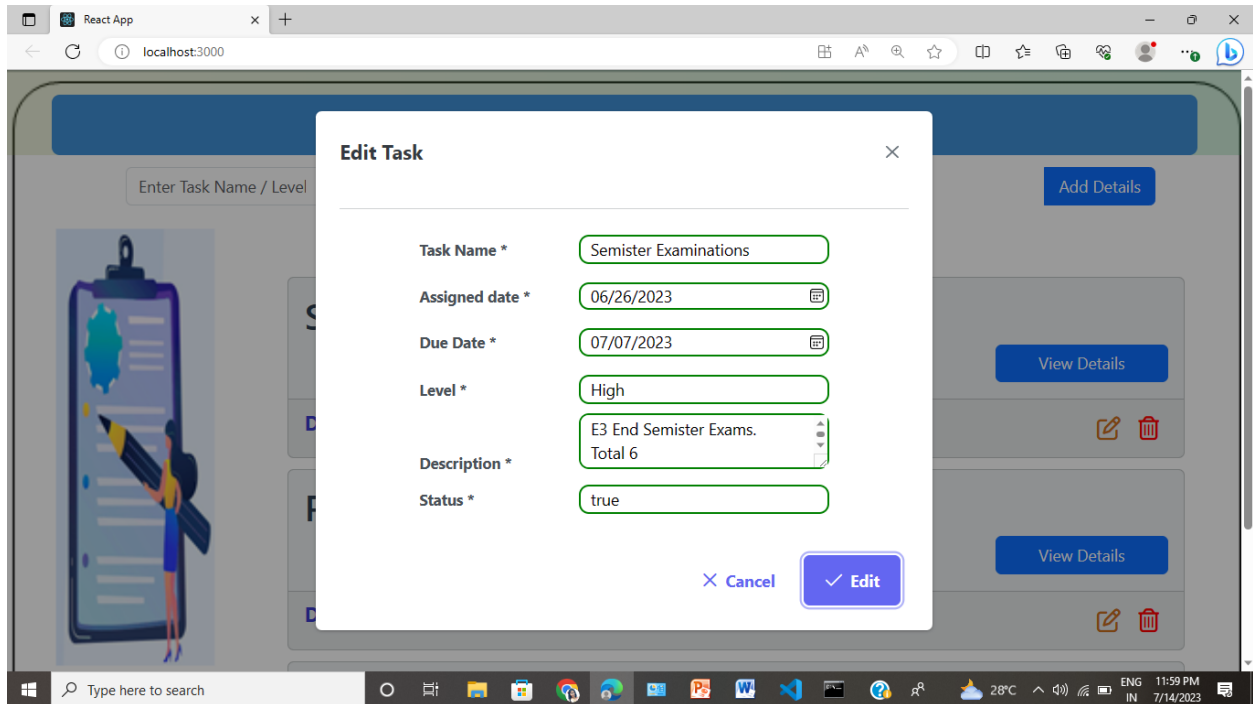 React App
localhost:3000
Edit Task
Enter Task Name / Level
Add Details
Task Name * Semister Examinations
Assigned date * 06/26/2023
Due Date * 07/07/2023
View Details
Level * High
E3 End Semister Exams.
Total 6
Description *
Status * true
View Details
Cancel Edit
Type here to search
28°C ENG 11:59 PM
IN 7/14/2023